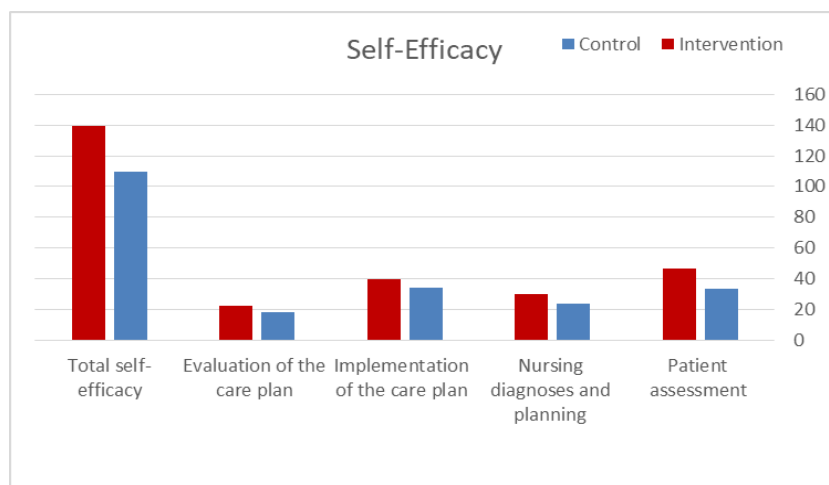 Self-Efficacy
Control
Intervention
160
140
120
100
80
60
40
20
0
Total self-
efficacy
Evaluation of the
care plan
Implementation
of the care plan
Nursing
diagnoses and
planning
Patient
assessment